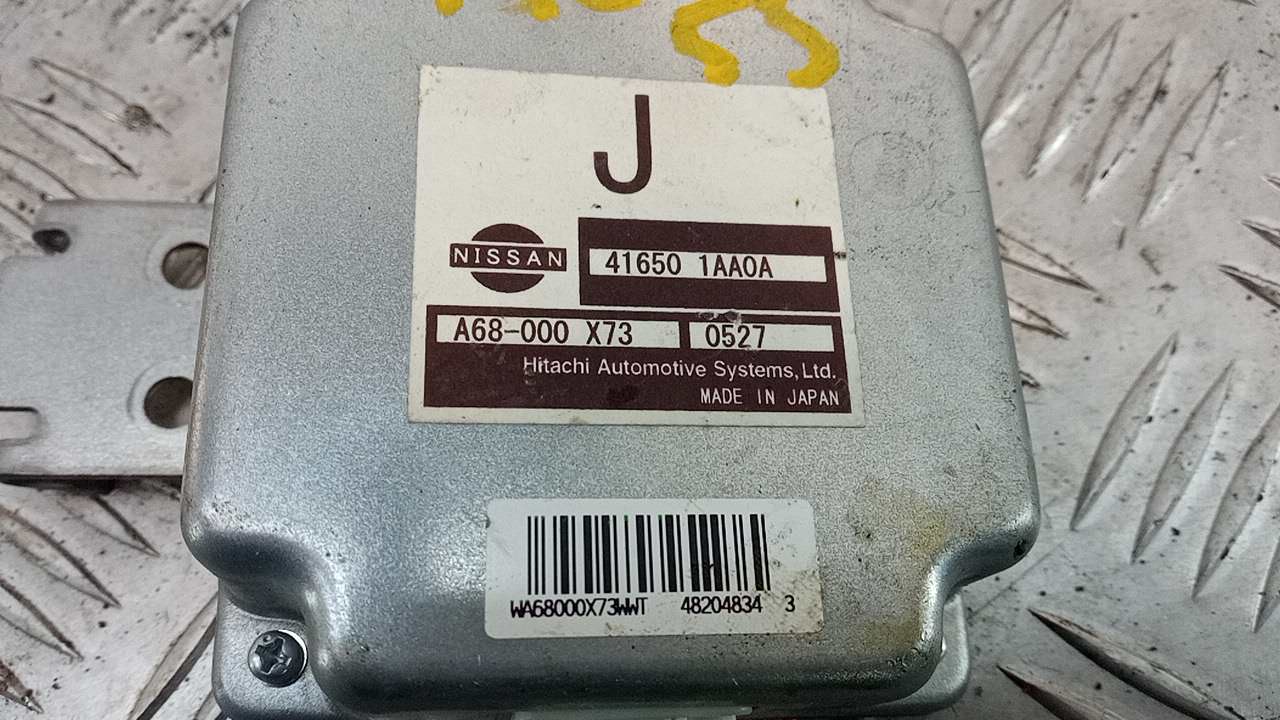 J
NISSAN
41650 1AA0A
A68-000 X73
0527
Hitachi Automotive Systems, Ltd.
MADE IN JAPAN
WA68000X73WWT 48204834 3